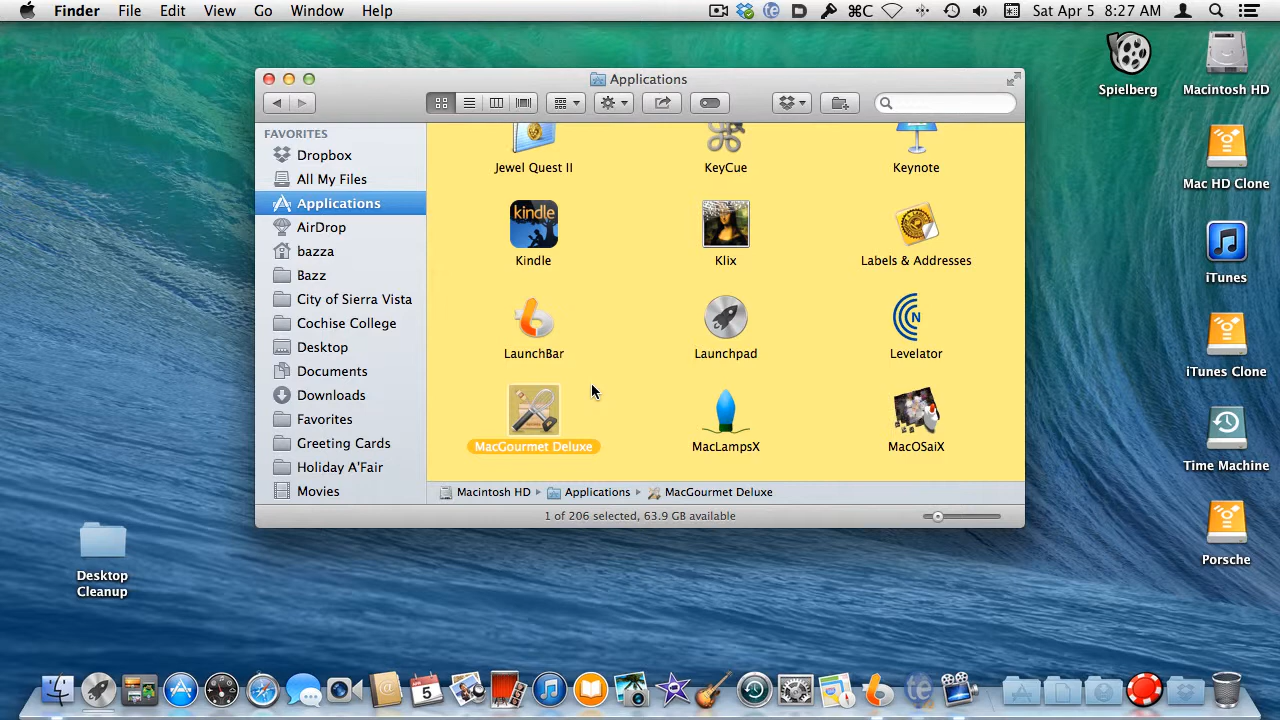 Finder File Edit View Go Window Help
⌘C Sat Apr 5 8:27 AM
Applications
FAVORITES
Dropbox
All My Files
Applications
AirDrop
bazza
Bazz
City of Sierra Vista
Cochise College
Desktop
Documents
Downloads
Favorites
Greeting Cards
Holiday A'Fair
Movies
Jewel Quest II KeyCue Keynote
kindle
Kindle Klix Labels & Addresses
N
LaunchBar Launchpad Levelator
MacGourmet Deluxe MacLampsX MacOSaiX
Macintosh HD Applications MacGourmet Deluxe
1 of 206 selected, 63.9 GB available
Spielberg
Macintosh HD
Mac HD Clone
iTunes
iTunes Clone
Time Machine
Porsche
Desktop
Cleanup
5